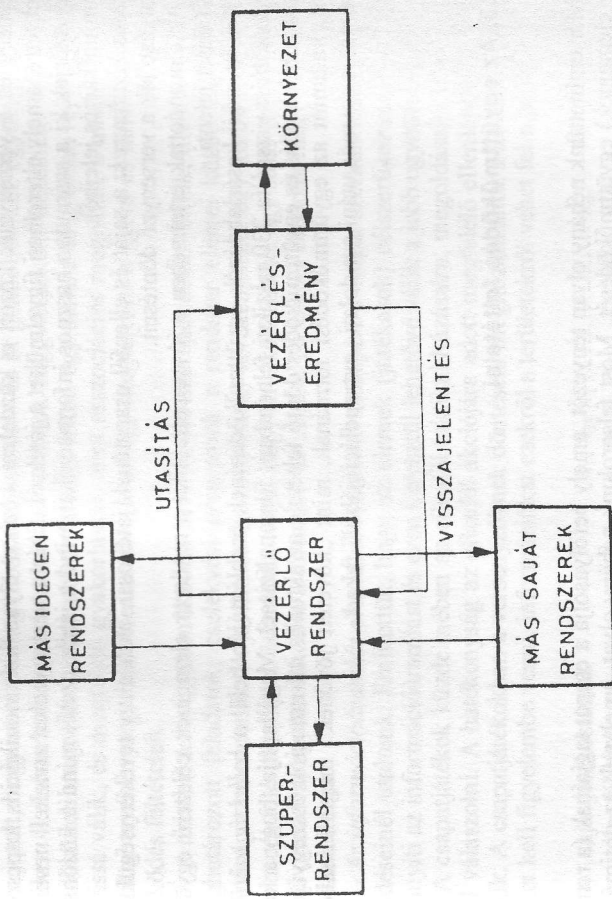 MÁS IDEGEN
RENDSZEREK
UTASÍTÁS
SZUPER-
RENDSZER
VEZÉRLŐ
RENDSZER
VEZÉRLÉS-
EREDMÉNY
KÖRNYEZET
VISSZAJELENTÉS
MÁS SAJÁT
RENDSZEREK